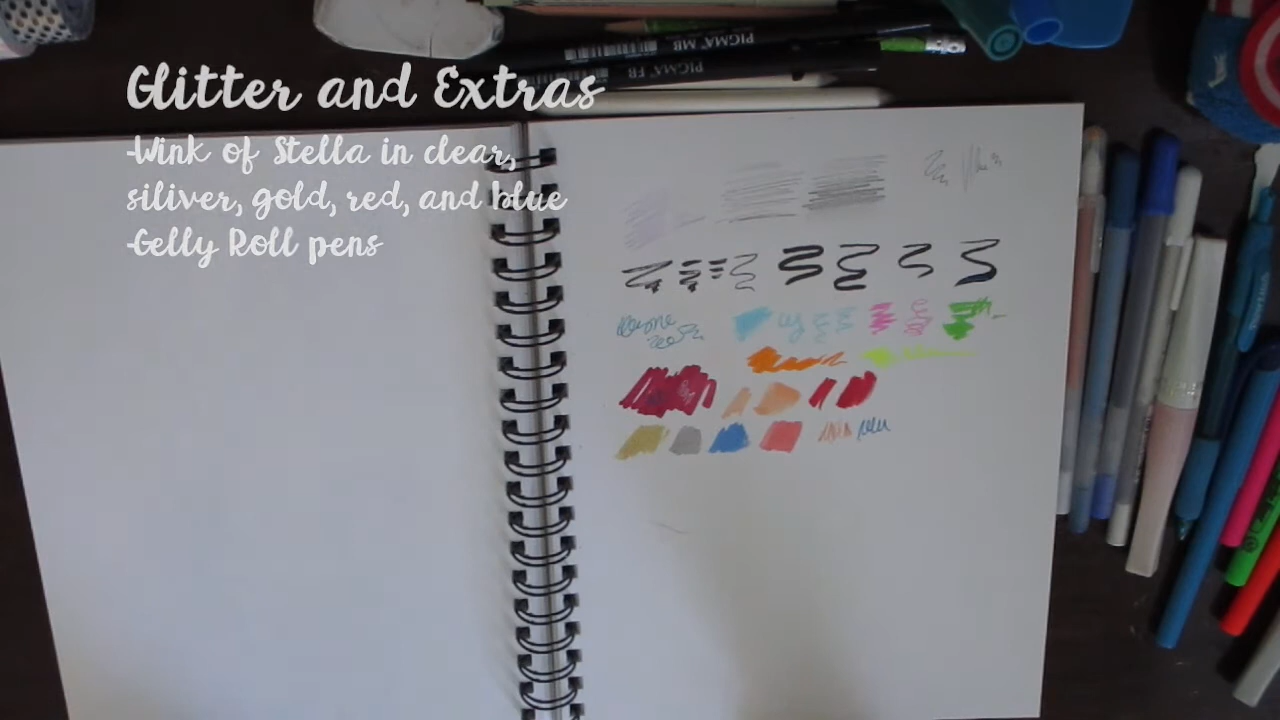 PIGMA MB
PIGMA FB
Glitter and Extras
-Wink of Stella in clear,
siliver, gold, red, and blue
-Gelly Roll pens